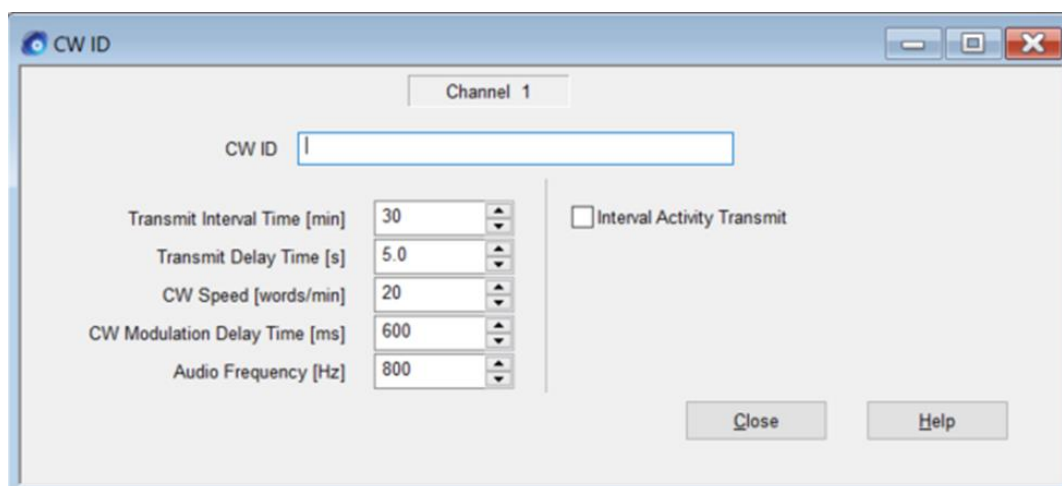 CW ID
Channel 1
CW ID
Transmit Interval Time [min] 30
Interval Activity Transmit
Transmit Delay Time [s] 5.0
CW Speed [words/min] 20
CW Modulation Delay Time [ms] 600
Audio Frequency [Hz] 800
Close Help